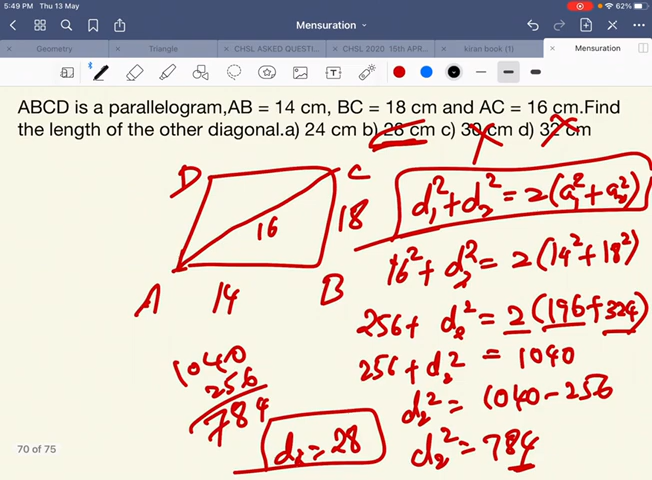 5:49 PM Thu 13 May
62%
Mensuration
Geometry
Triangle
CHSL ASKED QUESTI...
CHSL 2020 15th APR...
kiran book (1)
Mensuration
ABCD is a parallelogram,AB = 14 cm, BC = 18 cm and AC = 16 cm.Find
the length of the other diagonal.a) 24 cm b) 28 cm c) 30 cm d) 32 cm
D
C
16
18
A
14
B
d₁² + d₂² = 2(a₁² + a₂²)
16² + d₂² = 2(14² + 18²)
256 + d₂² = 2(196 + 324)
256 + d₂² = 1040
d₂² = 1040 - 256
d₂² = 784
1040
256
784
d₂ = 28
70 of 75